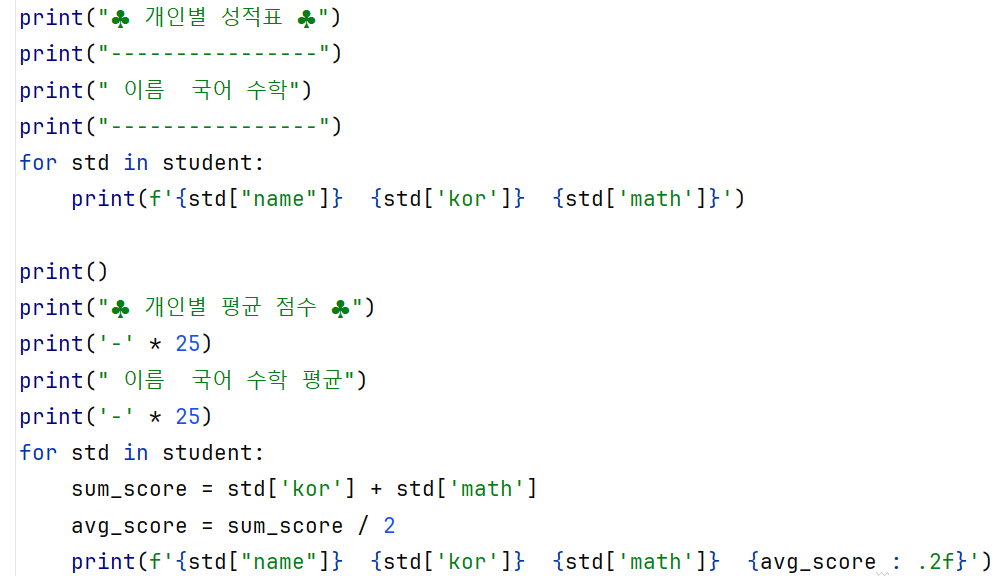 print("♣ 개인별 성적표 ♣")
print("----------------")
print(" 이름  국어 수학")
print("----------------")
for std in student:
    print(f'{std["name"]}  {std['kor']}  {std['math']}')

print()
print("♣ 개인별 평균 점수 ♣")
print('-' * 25)
print(" 이름  국어 수학 평균")
print('-' * 25)
for std in student:
    sum_score = std['kor'] + std['math']
    avg_score = sum_score / 2
    print(f'{std["name"]}  {std['kor']}  {std['math']}  {avg_score : .2f}')